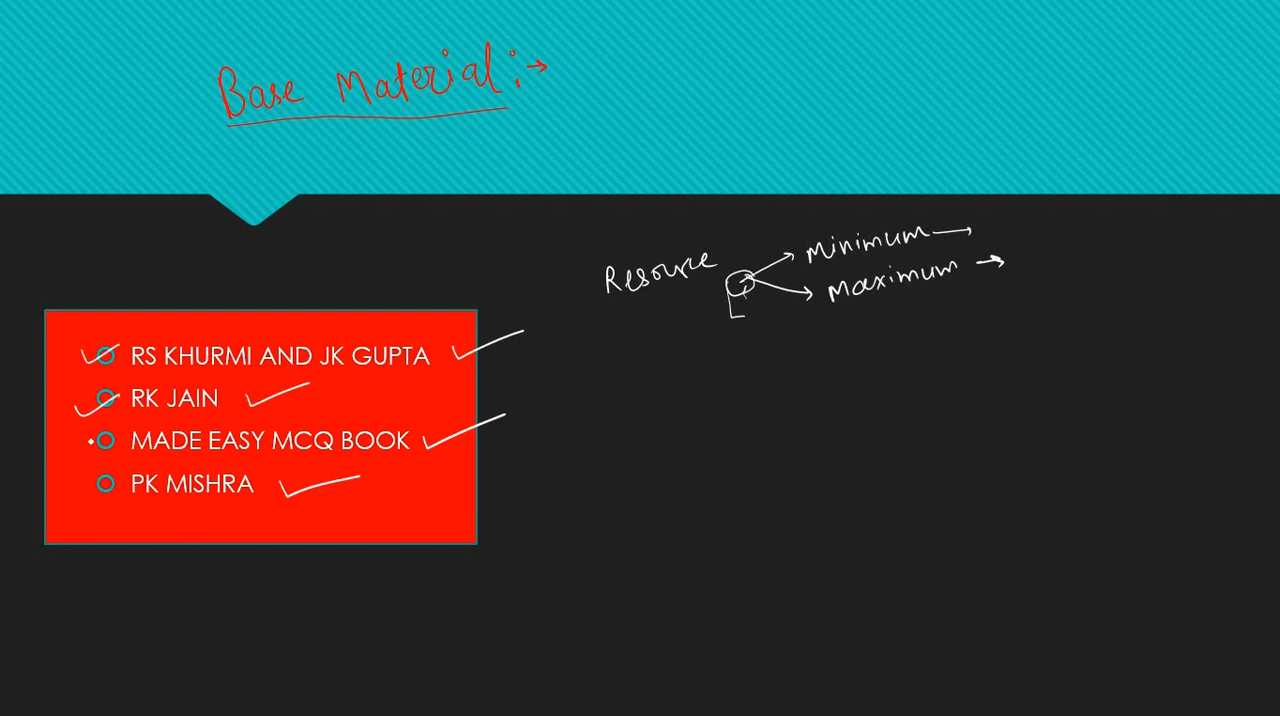 Base Material :→
Resource
Minimum →
Maximum →
RS KHURMI AND JK GUPTA
RK JAIN
MADE EASY MCQ BOOK
PK MISHRA